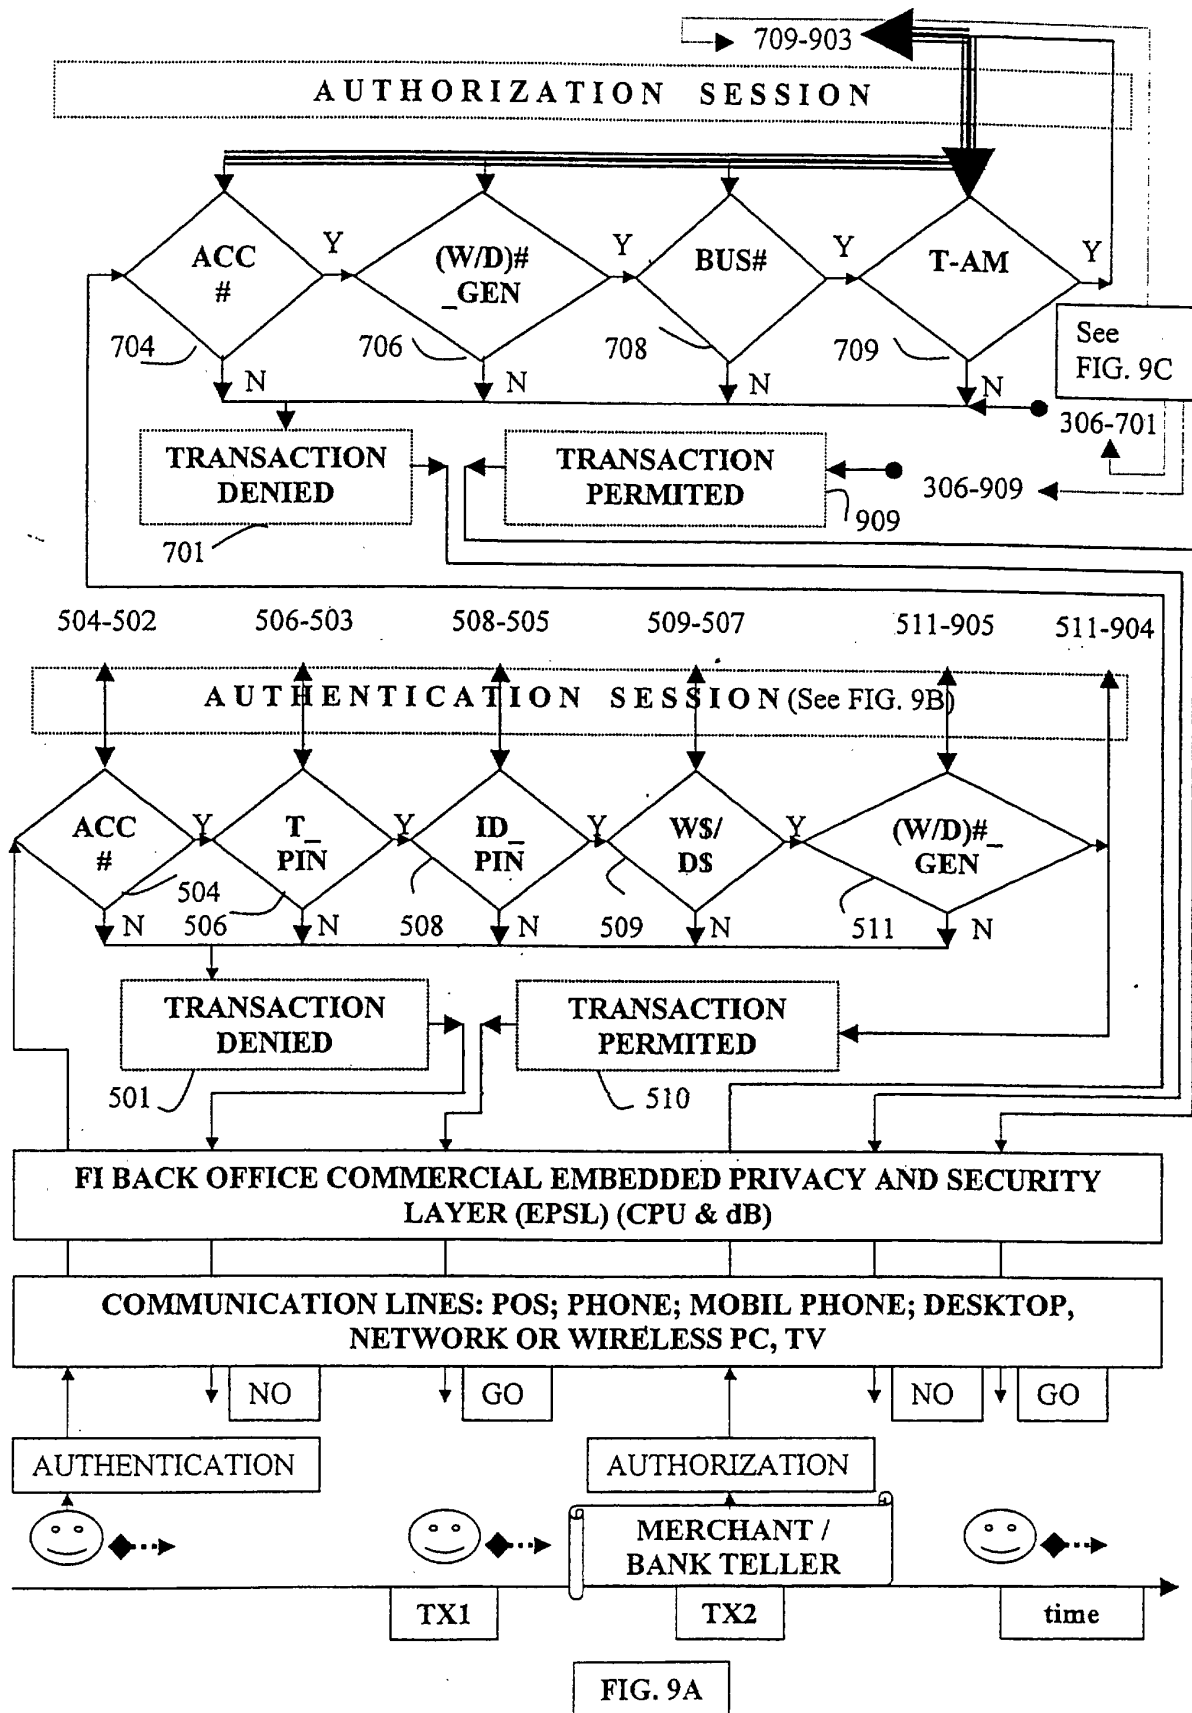 709-903
AUTHORIZATION SESSION
ACC
#
Y
(W/D)#
_GEN
Y
BUS#
Y
T-AM
Y
704
706
708
709
See
FIG. 9C
N
N
N
N
306-701
TRANSACTION
DENIED
TRANSACTION
PERMITED
306-909
701
909
504-502
506-503
508-505
509-507
511-905
511-904
AUTHENTICATION SESSION (See FIG. 9B)
ACC
#
Y
T_
PIN
Y
ID_
PIN
Y
W$/
D$
Y
(W/D)#_
GEN
504
506
508
509
511
N
N
N
N
N
TRANSACTION
DENIED
TRANSACTION
PERMITED
501
510
FI BACK OFFICE COMMERCIAL EMBEDDED PRIVACY AND SECURITY
LAYER (EPSL) (CPU & dB)
COMMUNICATION LINES: POS; PHONE; MOBIL PHONE; DESKTOP,
NETWORK OR WIRELESS PC, TV
NO
GO
NO
GO
AUTHENTICATION
AUTHORIZATION
MERCHANT /
BANK TELLER
TX1
TX2
time
FIG. 9A